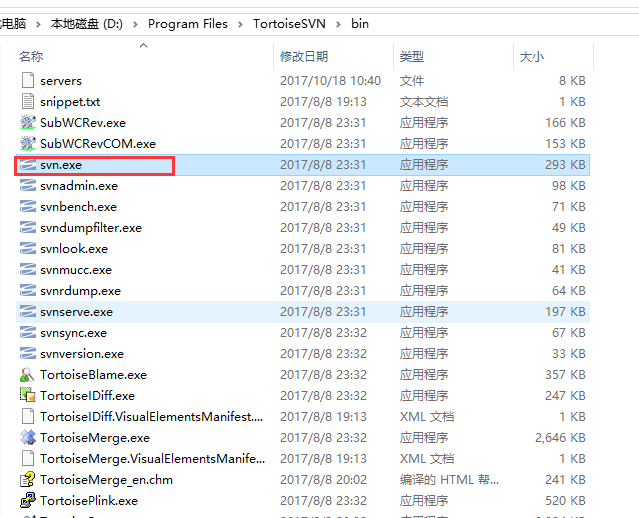 电脑 > 本地磁盘 (D:) > Program Files > TortoiseSVN > bin
名称 修改日期 类型 大小
servers 2017/10/18 10:40 文件 8 KB
snippet.txt 2017/8/8 19:13 文本文档 1 KB
SubWCRev.exe 2017/8/8 23:31 应用程序 166 KB
SubWCRevCOM.exe 2017/8/8 23:31 应用程序 153 KB
svn.exe 2017/8/8 23:31 应用程序 293 KB
svnadmin.exe 2017/8/8 23:31 应用程序 98 KB
svnbench.exe 2017/8/8 23:31 应用程序 71 KB
svndumpfilter.exe 2017/8/8 23:31 应用程序 49 KB
svnlook.exe 2017/8/8 23:31 应用程序 81 KB
svnmucc.exe 2017/8/8 23:31 应用程序 41 KB
svnrdump.exe 2017/8/8 23:31 应用程序 64 KB
svnserve.exe 2017/8/8 23:31 应用程序 197 KB
svnsync.exe 2017/8/8 23:32 应用程序 67 KB
svnversion.exe 2017/8/8 23:32 应用程序 33 KB
TortoiseBlame.exe 2017/8/8 23:32 应用程序 357 KB
TortoiseIDiff.exe 2017/8/8 23:32 应用程序 247 KB
TortoiseIDiff.VisualElementsManifest.... 2017/8/8 19:13 XML 文档 1 KB
TortoiseMerge.exe 2017/8/8 23:32 应用程序 2,646 KB
TortoiseMerge.VisualElementsManife... 2017/8/8 19:13 XML 文档 1 KB
TortoiseMerge_en.chm 2017/8/8 20:02 编译的 HTML 帮... 241 KB
TortoisePlink.exe 2017/8/8 23:32 应用程序 520 KB